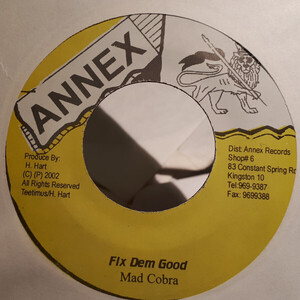 ANNEX
Produce By:
H. Hart
(C) (P) 2002
All Rights Reserved
Teetimus/H. Hart
Dist: Annex Records
Shop# 6
83 Constant Spring Rd
Kingston 10
Tel:969-9387
Fax: 9699388
Fix Dem Good
Mad Cobra